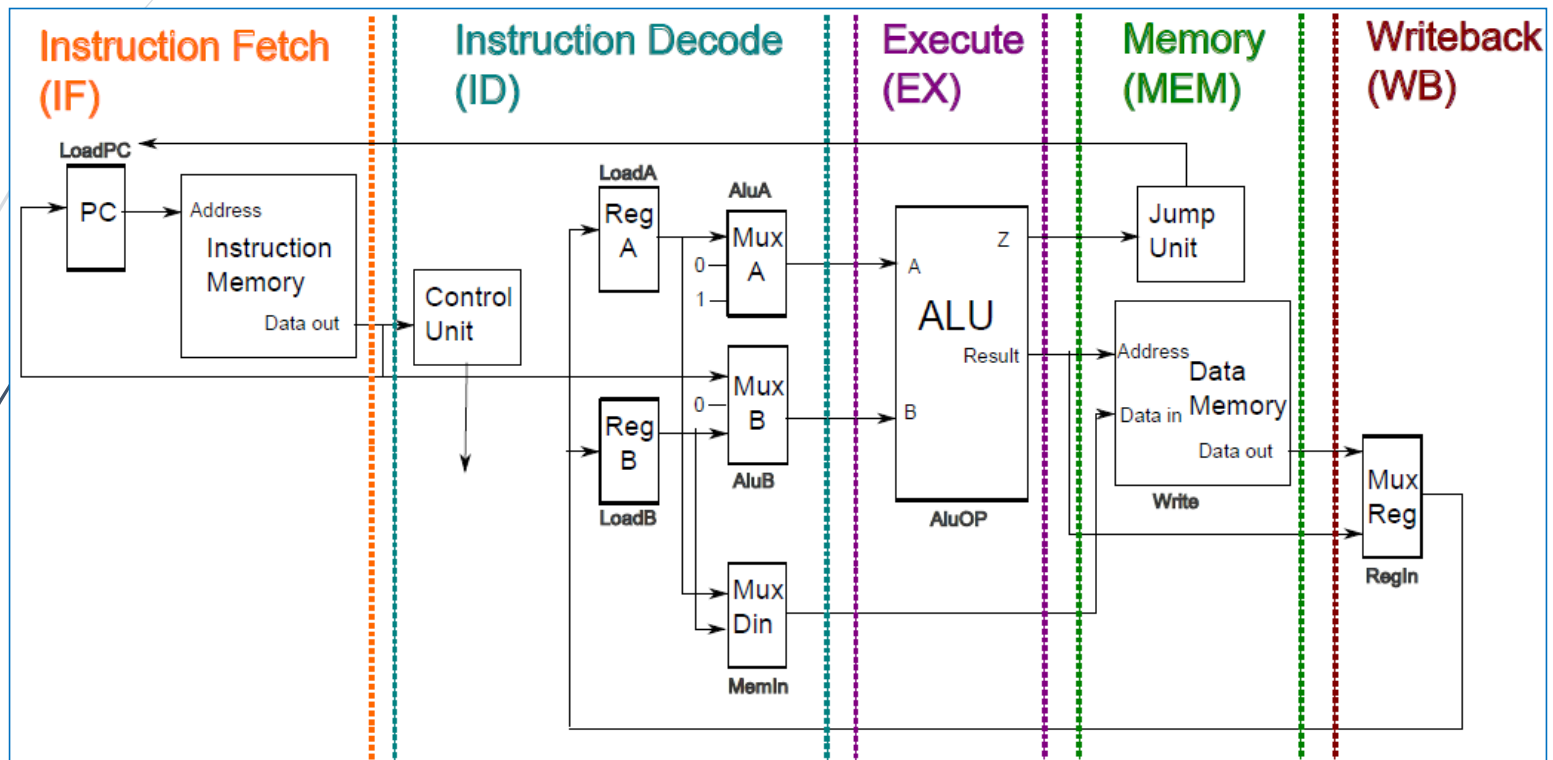 Instruction Fetch
(IF)
Instruction Decode
(ID)
Execute
(EX)
Memory
(MEM)
Writeback
(WB)
LoadPC
PC
Address
Instruction
Memory
Data out
Control
Unit
LoadA
Reg
A
AluA
Mux
A
0
1
Mux
B
0
AluB
Reg
B
LoadB
Mux
Din
MemIn
A
Z
ALU
Result
B
AluOP
Jump
Unit
Address
Data
Memory
Data in
Data out
Write
Mux
Reg
RegIn